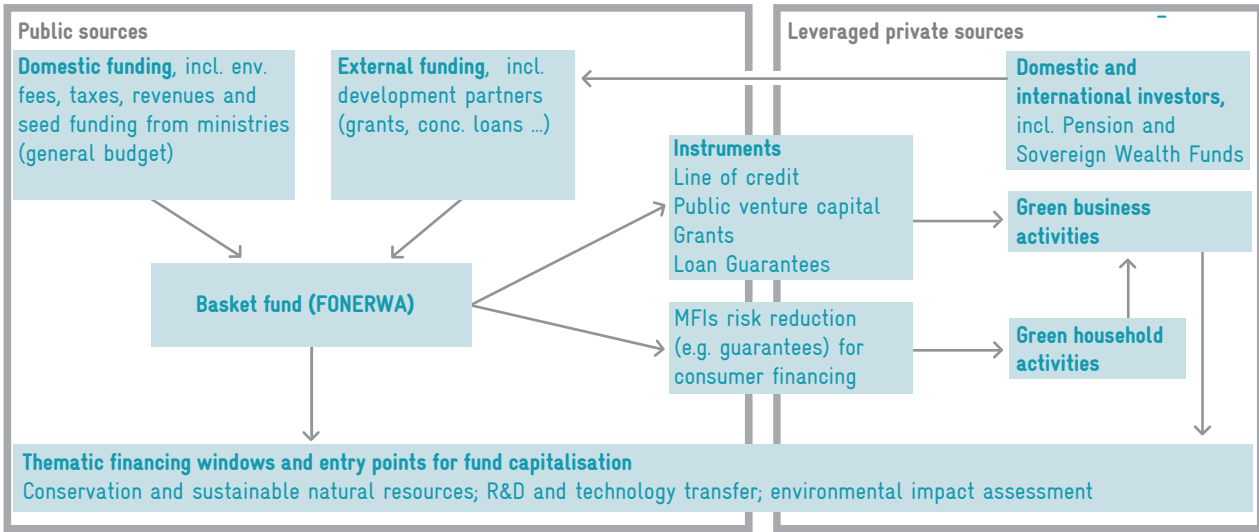 Public sources
Domestic funding, incl. env.
fees, taxes, revenues and
seed funding from ministries
(general budget)
External funding, incl.
development partners
(grants, conc. loans ...)
Leveraged private sources
Domestic and
international investors,
incl. Pension and
Sovereign Wealth Funds
Instruments
Line of credit
Public venture capital
Grants
Loan Guarantees
Green business
activities
Basket fund (FONERWA)
MFIs risk reduction
(e.g. guarantees) for
consumer financing
Green household
activities
Thematic financing windows and entry points for fund capitalisation
Conservation and sustainable natural resources; R&D and technology transfer; environmental impact assessment